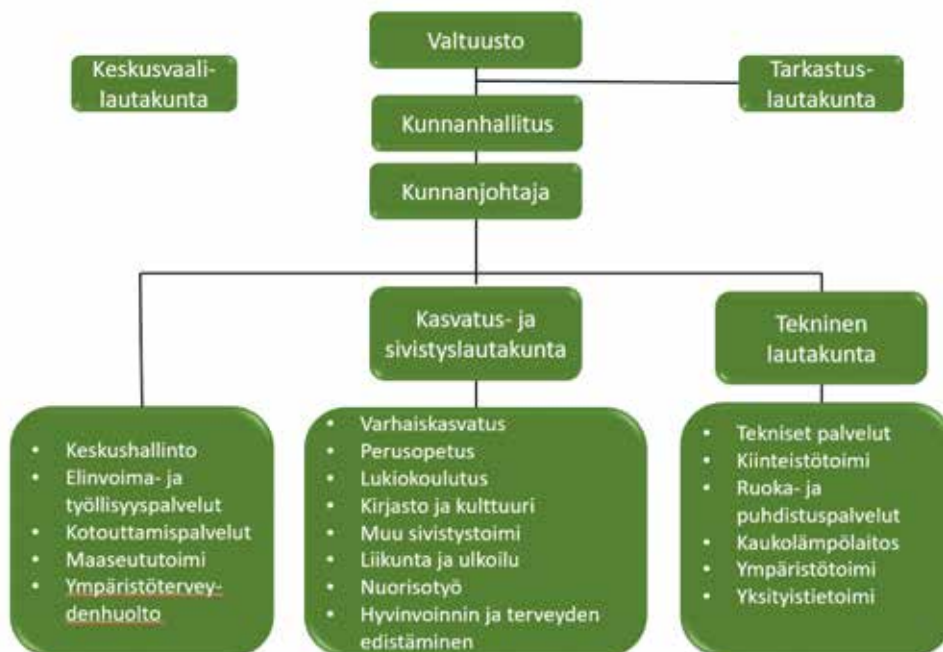 Valtuusto
Keskusvaali-
lautakunta
Tarkastus-
lautakunta
Kunnanhallitus
Kunnanjohtaja
Kasvatus- ja
sivistyslautakunta
Tekninen
lautakunta
• Keskushallinto
• Elinvoima- ja
työllisyyspalvelut
• Kotouttamispalvelut
• Maaseututoimi
• Ympäristötervey-
denhuolto
• Varhaiskasvatus
• Perusopetus
• Lukiokoulutus
• Kirjasto ja kulttuuri
• Muu sivistystoimi
• Liikunta ja ulkoilu
• Nuorisotyö
• Hyvinvoinnin ja terveyden
edistäminen
• Tekniset palvelut
• Kiinteistötoimi
• Ruoka- ja
puhdistuspalvelut
• Kaukolämpölaitos
• Ympäristötoimi
• Yksityistietoimi